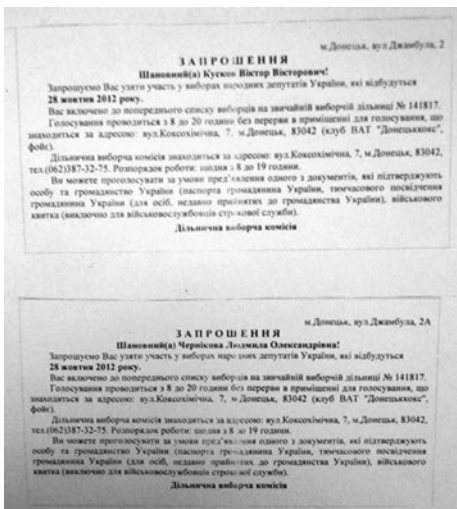 м.Донецьк, вул.Джамбула, 2
ЗАПРОШЕННЯ
Шановний(а) Кусков Віктор Вікторович!
Запрошуємо Вас узяти участь у виборах народних депутатів України, які відбудуться
28 жовтня 2012 року.
Вас включено до попереднього списку виборців на звичайній виборчій дільниці № 141817.
Голосування проводиться з 8 до 20 години без перерви в приміщенні для голосування, що
знаходиться за адресою: вул.Коксохімічна, 7, м.Донецьк, 83042 (клуб ВАТ "Донецьккокс",
фойє).
Дільнична виборча комісія знаходиться за адресою: вул.Коксохімічна, 7, м.Донецьк, 83042,
тел.(062)387-32-75. Розпорядок роботи: щодня з 8 до 19 години.
Ви можете проголосувати за умови пред'явлення одного з документів, які підтверджують
особу та громадянство України (паспорта громадянина України, тимчасового посвідчення
громадянина України (для осіб, недавно прийнятих до громадянства України), військового
квитка (виключно для військовослужбовців строкової служби).
Дільнична виборча комісія
м.Донецьк, вул.Джамбула, 2А
ЗАПРОШЕННЯ
Шановний(а) Чернікова Людмила Олександрівна!
Запрошуємо Вас узяти участь у виборах народних депутатів України, які відбудуться
28 жовтня 2012 року.
Вас включено до попереднього списку виборців на звичайній виборчій дільниці № 141817.
Голосування проводиться з 8 до 20 години без перерви в приміщенні для голосування, що
знаходиться за адресою: вул.Коксохімічна, 7, м.Донецьк, 83042 (клуб ВАТ "Донецьккокс",
фойє).
Дільнична виборча комісія знаходиться за адресою: вул.Коксохімічна, 7, м.Донецьк, 83042,
тел.(062)387-32-75. Розпорядок роботи: щодня з 8 до 19 години.
Ви можете проголосувати за умови пред'явлення одного з документів, які підтверджують
особу та громадянство України (паспорта громадянина України, тимчасового посвідчення
громадянина України (для осіб, недавно прийнятих до громадянства України), військового
квитка (виключно для військовослужбовців строкової служби).
Дільнична виборча комісія